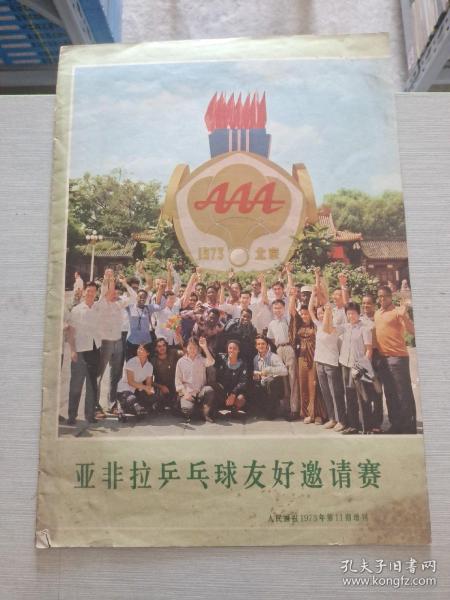 AAA
1973 北京
亚非拉乒乓球友好邀请赛
人民画报1973年第11期增刊
孔夫子旧书网
www.kongfz.com